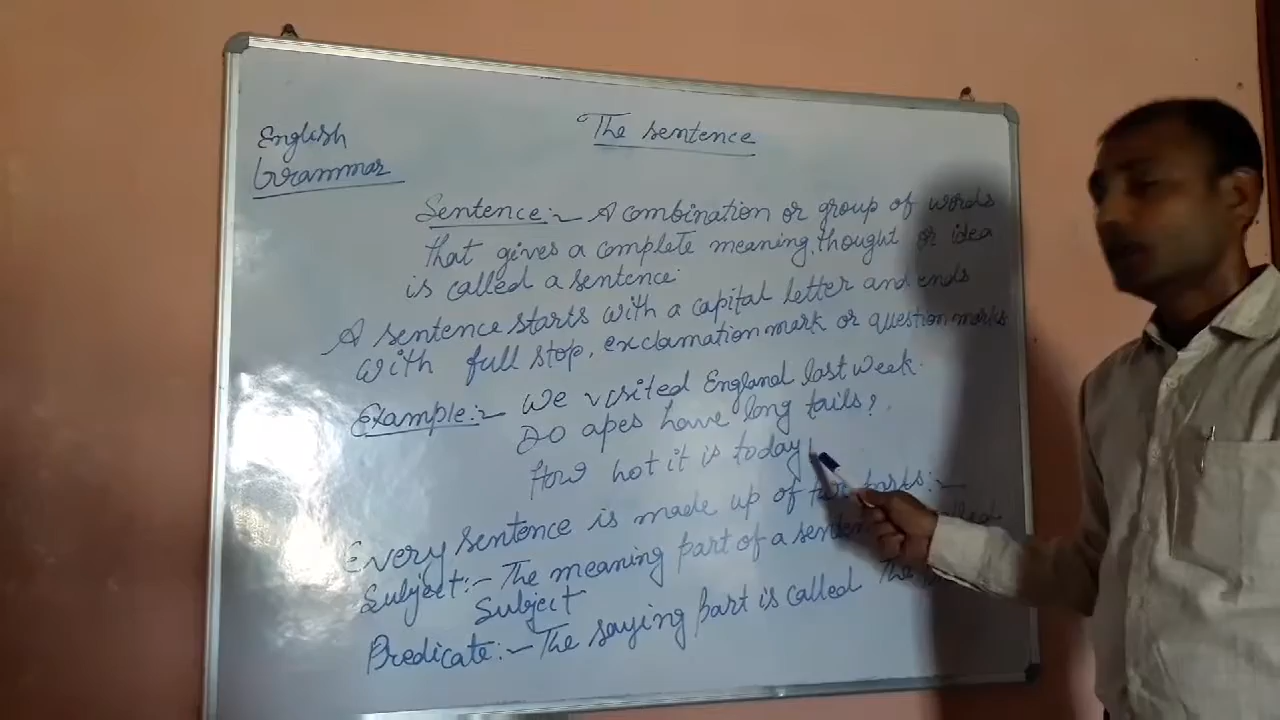 English
Grammar
The sentence
Sentence:- A combination or group of words
that gives a complete meaning, thought or idea
is called a sentence.
A sentence starts with a capital letter and ends
with full stop, exclamation mark or question marks
Example:- We visited England last week.
Do apes have long tails?
How hot it is today!
Every sentence is made up of parts:-
Subject:- The meaning part of a called
Subject
Predicate:- The saying part is called The